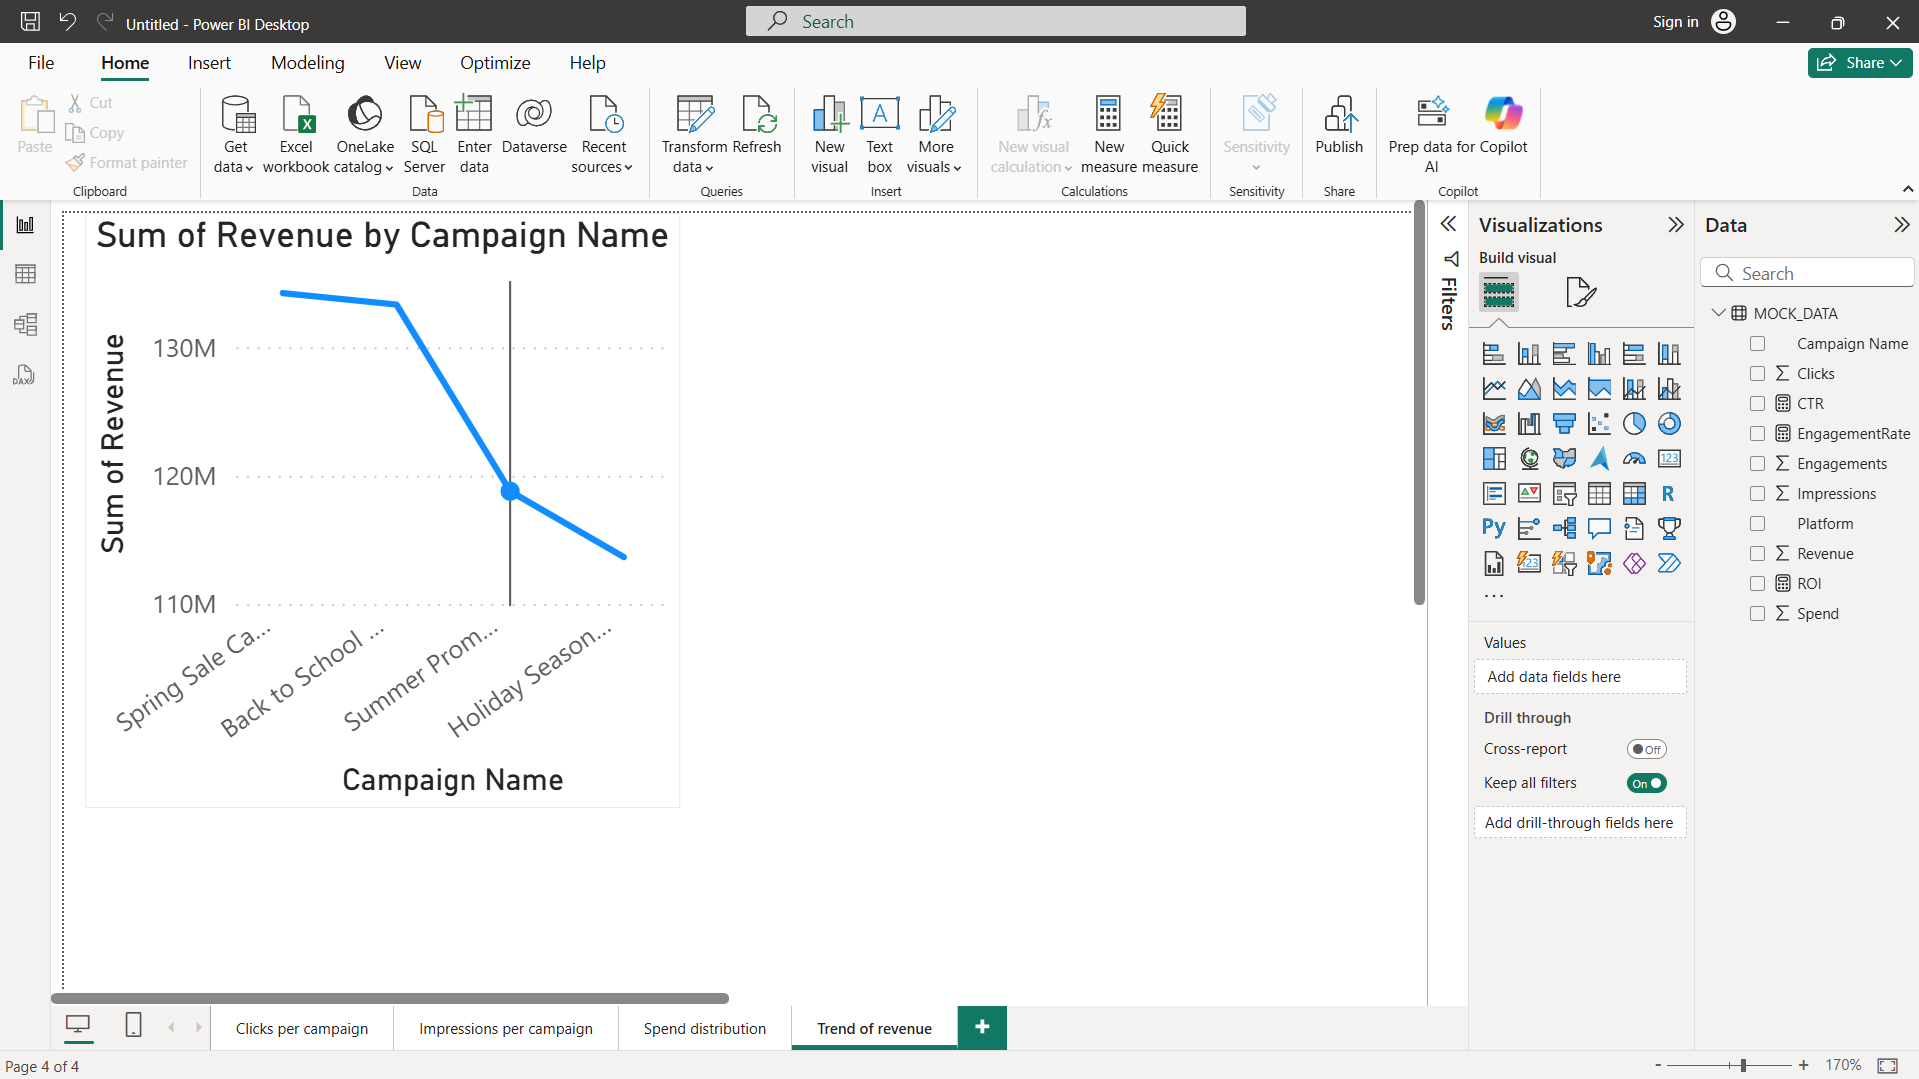 Untitled - Power BI Desktop
Search
Sign in
File
Home
Insert
Modeling
View
Optimize
Help
Share
Paste
Cut
Copy
Format painter
Clipboard
Get data
Excel workbook
OneLake catalog
SQL Server
Enter data
Dataverse
Recent sources
Data
Transform data
Refresh
Queries
New visual
Text box
More visuals
Insert
New visual calculation
New measure
Quick measure
Calculations
Sensitivity
Sensitivity
Publish
Share
Prep data for AI
Copilot
Copilot
Sum of Revenue by Campaign Name
Sum of Revenue
130M
120M
110M
Spring Sale Ca...
Back to School ...
Summer Prom...
Holiday Season...
Campaign Name
Filters
Visualizations
Build visual
Values
Add data fields here
Drill through
Cross-report
Off
Keep all filters
On
Add drill-through fields here
Data
Search
MOCK_DATA
Campaign Name
Clicks
CTR
EngagementRate
Engagements
Impressions
Platform
Revenue
ROI
Spend
Clicks per campaign
Impressions per campaign
Spend distribution
Trend of revenue
Page 4 of 4
- + 170%